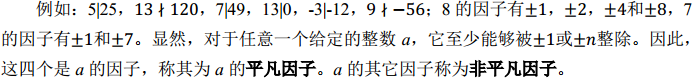 例如：5|25，13∤120，7|49，13|0，-3|-12，9∤−56；8 的因子有±1，±2，±4和±8，7
的因子有±1和±7。显然，对于任意一个给定的整数 a，它至少能够被±1或±n整除。因此，
这四个是 a 的因子，称其为 a 的平凡因子。a 的其它因子称为非平凡因子。